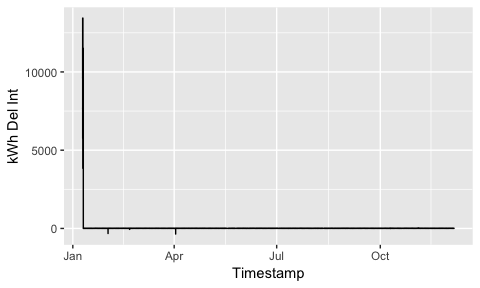 kWh Del Int
10000
5000
0
Jan Apr Jul Oct
Timestamp